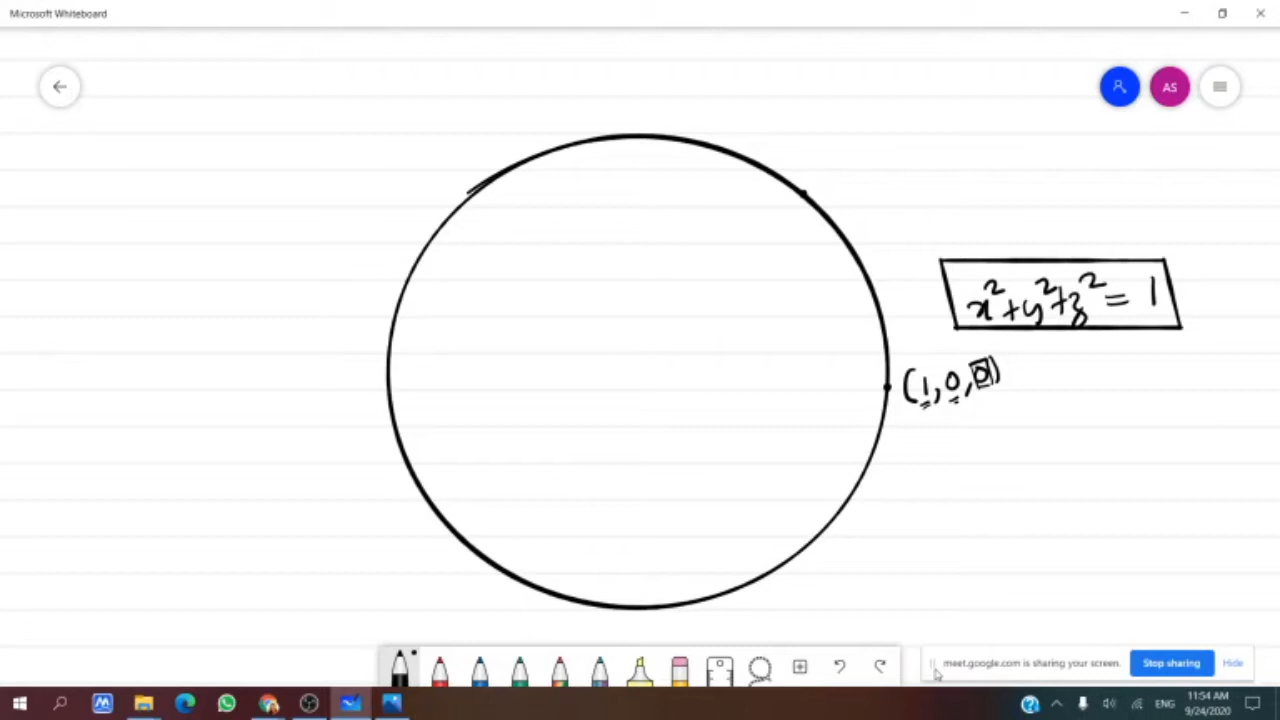 Microsoft Whiteboard
AS
x²+y²+z² = 1
(1,0,0)
meet.google.com is sharing your screen.
Stop sharing
Hide
ENG
11:54 AM
9/24/2020